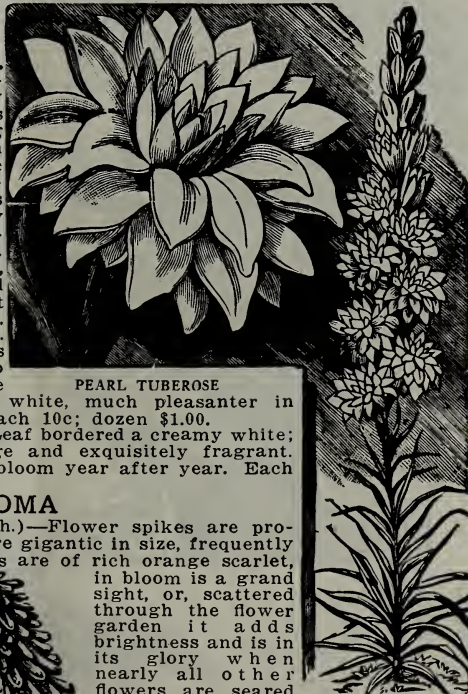 PEARL TUBEROSE
white, much pleasanter in
ach 10c; dozen $1.00.
Leaf bordered a creamy white;
ge and exquisitely fragrant.
bloom year after year. Each
OMA
h.)—Flower spikes are pro-
re gigantic in size, frequently
s are of rich orange scarlet,
in bloom is a grand
sight, or, scattered
through the flower
garden it adds
brightness and is in
its glory when
nearly all other
flowers are seared